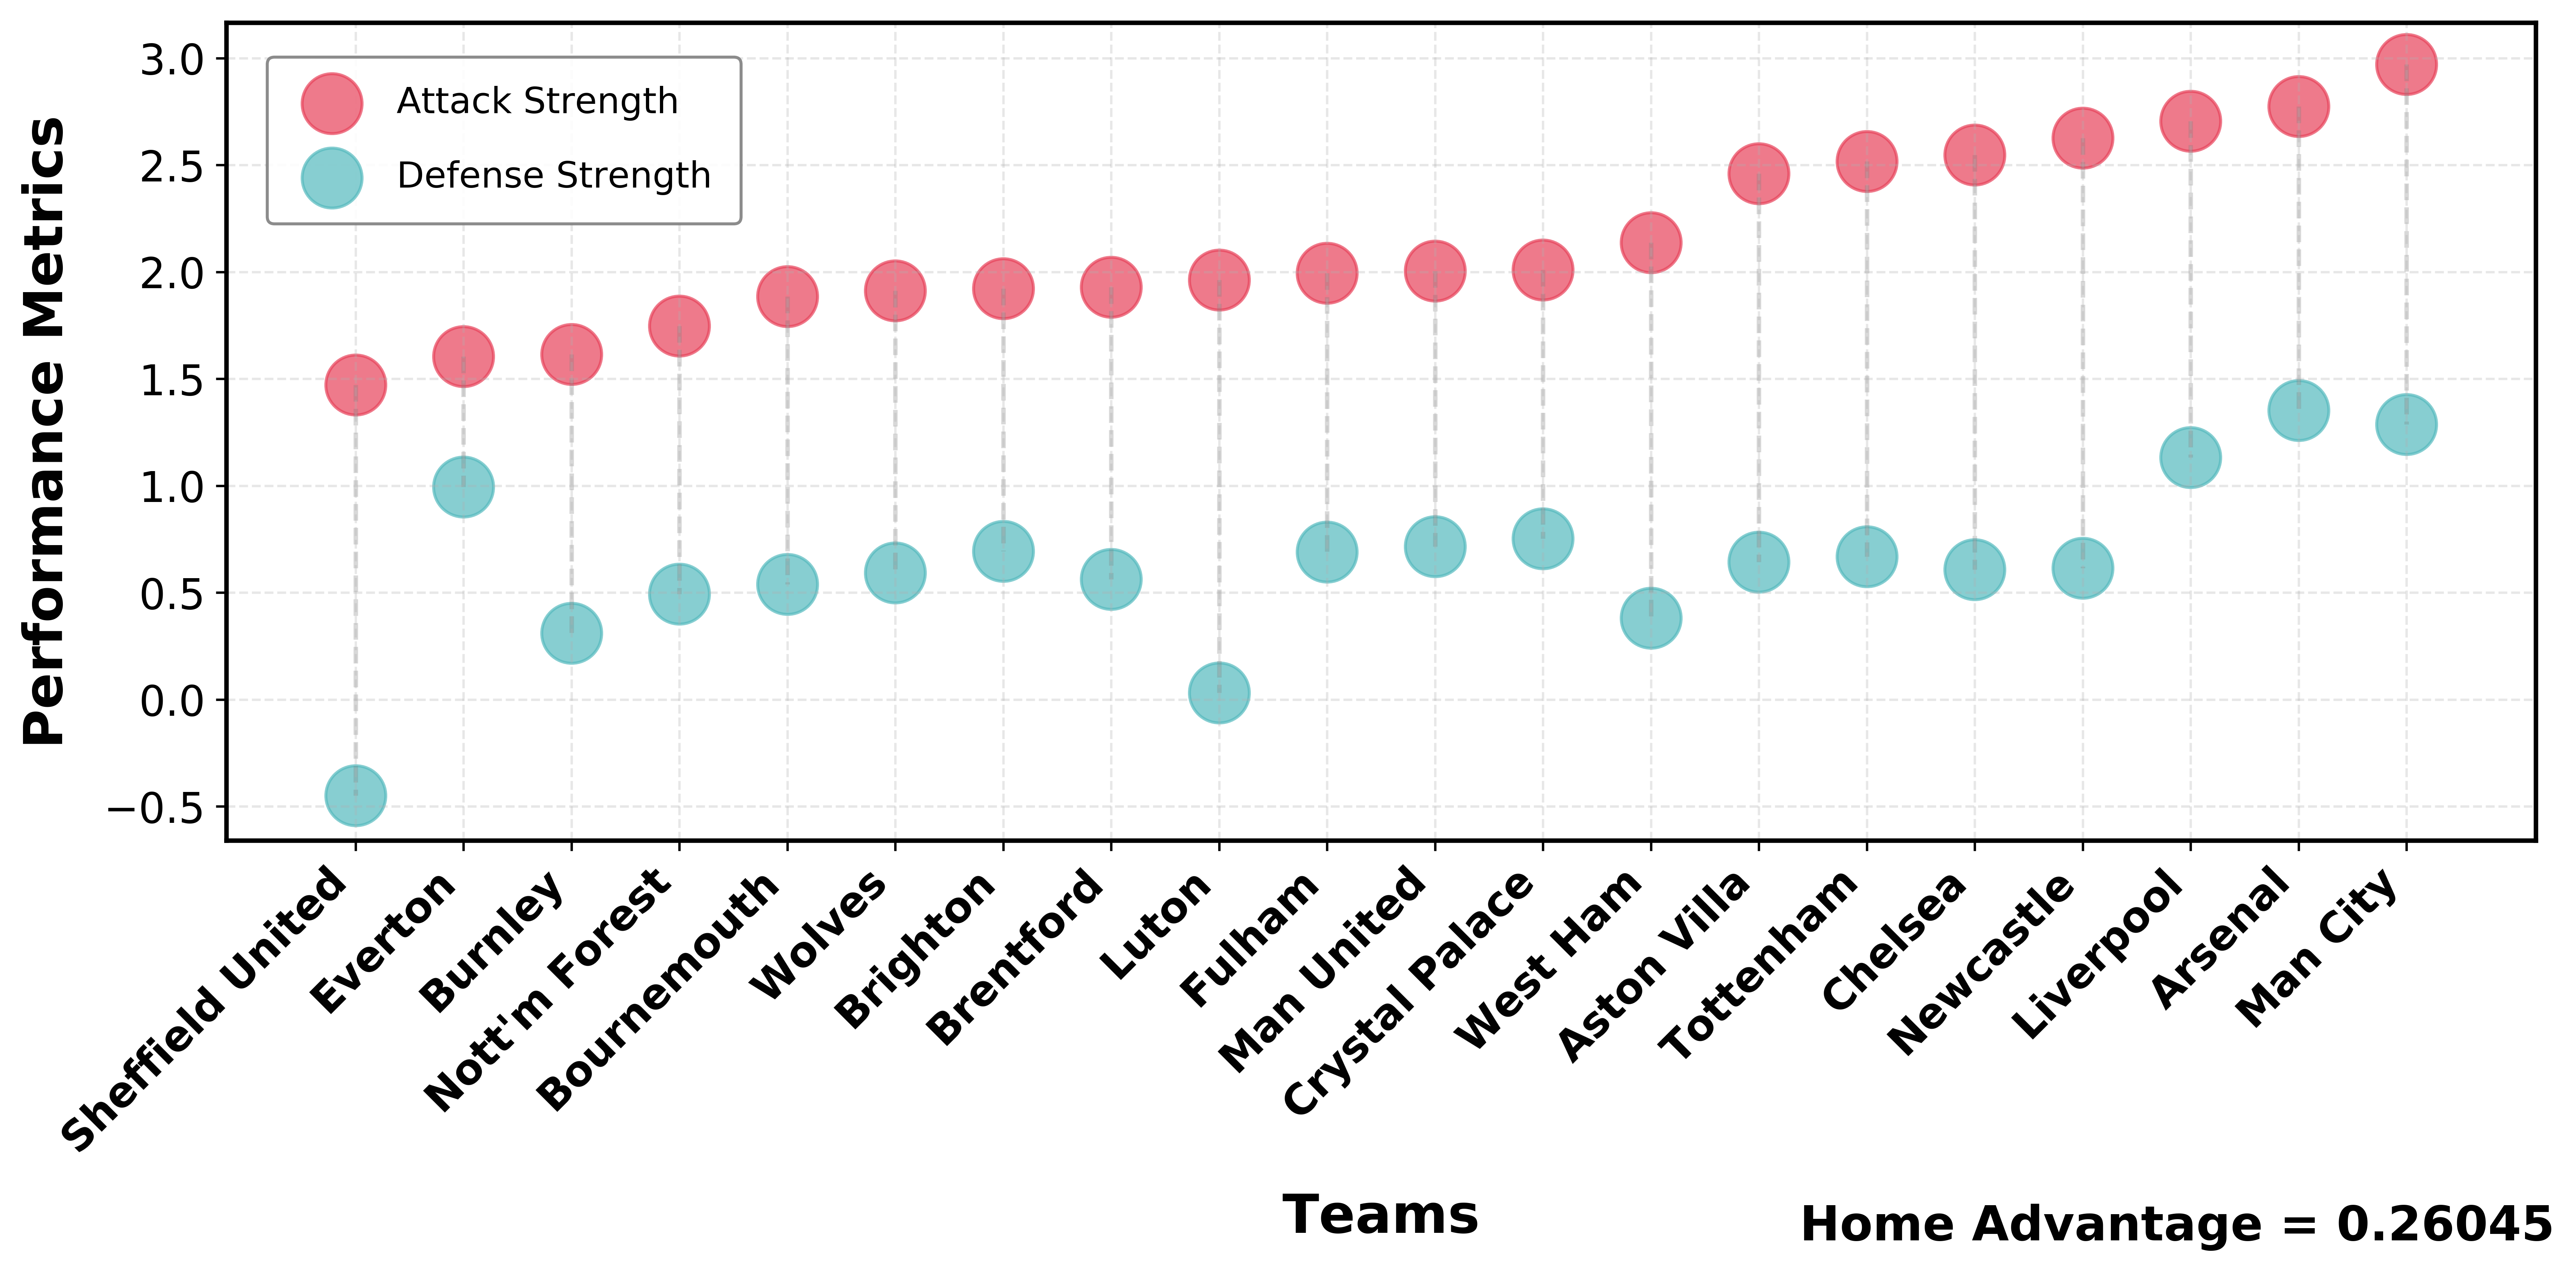 Performance Metrics
3.0
2.5
2.0
1.5
1.0
0.5
0.0
−0.5
Attack Strength
Defense Strength
Sheffield United
Everton
Burnley
Nott'm Forest
Bournemouth
Wolves
Brighton
Brentford
Luton
Fulham
Man United
Crystal Palace
West Ham
Aston Villa
Tottenham
Chelsea
Newcastle
Liverpool
Arsenal
Man City
Teams
Home Advantage = 0.26045